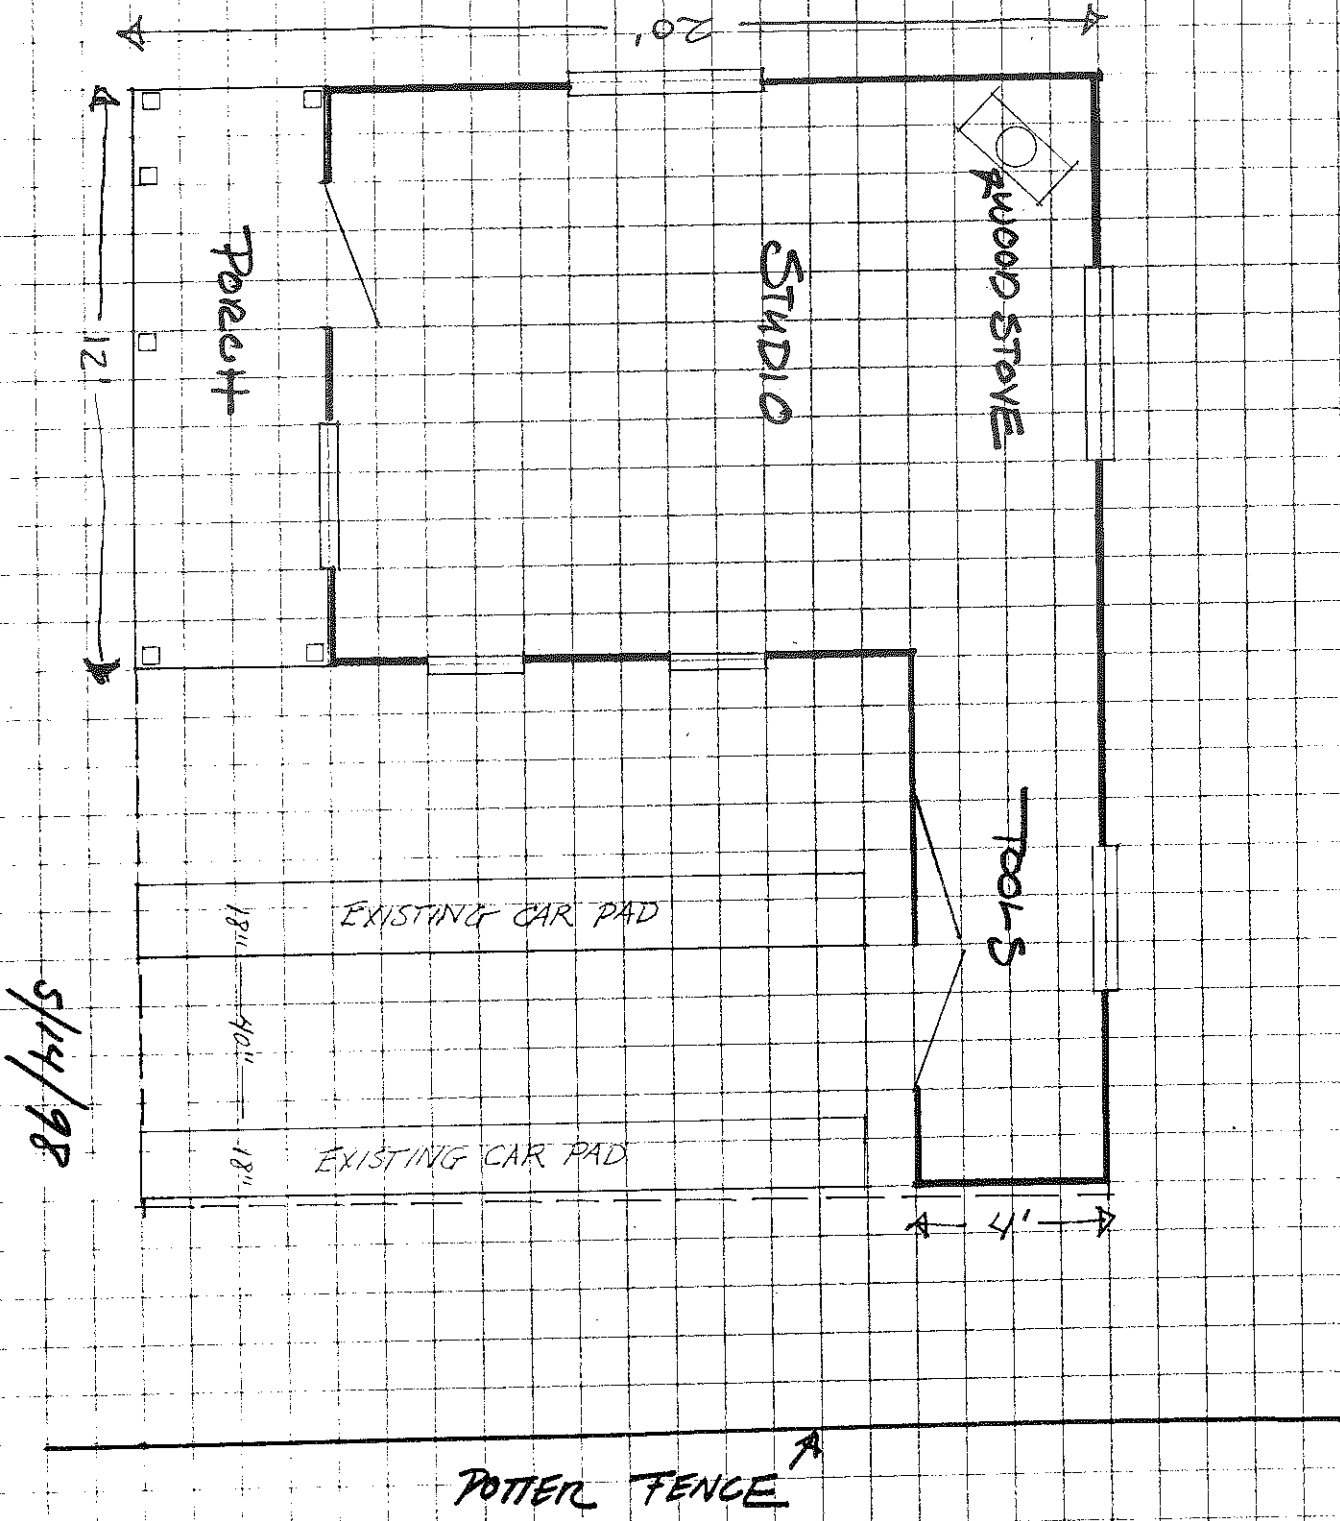 20'
12'
PORCH
STUDIO
WOOD STOVE
TOOLS
EXISTING CAR PAD
18" 40" 18"
EXISTING CAR PAD
4'
5/14/98
POTTER FENCE